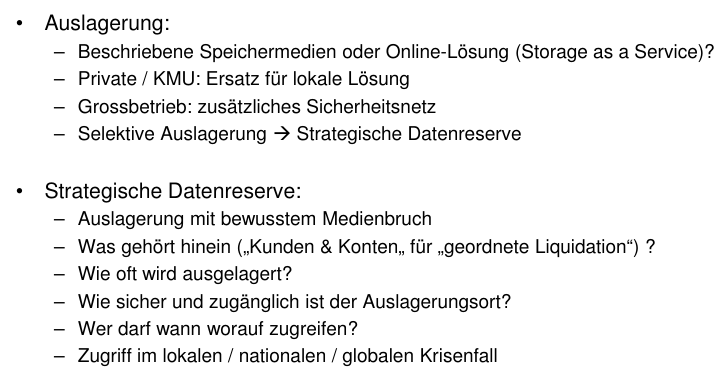 • Auslagerung:
– Beschriebene Speichermedien oder Online-Lösung (Storage as a Service)?
– Private / KMU: Ersatz für lokale Lösung
– Grossbetrieb: zusätzliches Sicherheitsnetz
– Selektive Auslagerung → Strategische Datenreserve
• Strategische Datenreserve:
– Auslagerung mit bewusstem Medienbruch
– Was gehört hinein („Kunden & Konten„ für „geordnete Liquidation“) ?
– Wie oft wird ausgelagert?
– Wie sicher und zugänglich ist der Auslagerungsort?
– Wer darf wann worauf zugreifen?
– Zugriff im lokalen / nationalen / globalen Krisenfall